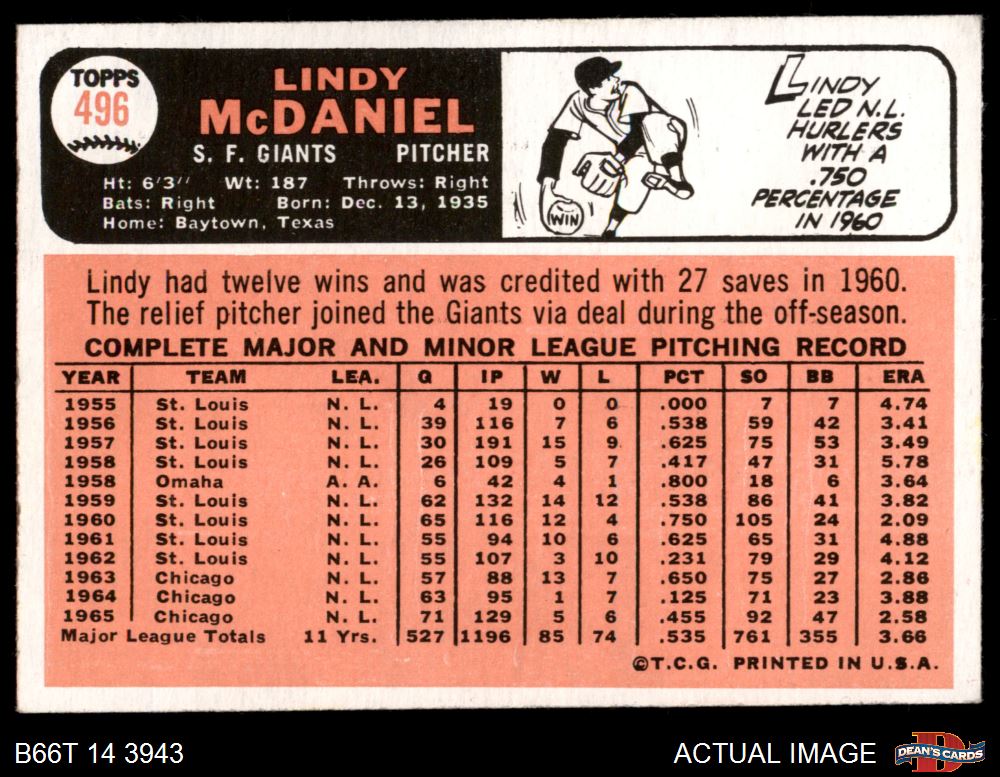 TOPPS
496
LINDY
McDANIEL
S. F. GIANTS PITCHER
Ht: 6'3'' Wt: 187 Throws: Right
Bats: Right Born: Dec. 13, 1935
Home: Baytown, Texas
WIN
LINDY
LED N.L.
HURLERS
WITH A
.750
PERCENTAGE
IN 1960
Lindy had twelve wins and was credited with 27 saves in 1960.
The relief pitcher joined the Giants via deal during the off-season.
COMPLETE MAJOR AND MINOR LEAGUE PITCHING RECORD
YEAR TEAM LEA. G IP W L PCT SO BB ERA
1955 St. Louis N. L. 4 19 0 0 .000 7 7 4.74
1956 St. Louis N. L. 39 116 7 6 .538 59 42 3.41
1957 St. Louis N. L. 30 191 15 9 .625 75 53 3.49
1958 St. Louis N. L. 26 109 5 7 .417 47 31 5.78
1958 Omaha A. A. 6 42 4 1 .800 18 6 3.64
1959 St. Louis N. L. 62 132 14 12 .538 86 41 3.82
1960 St. Louis N. L. 65 116 12 4 .750 105 24 2.09
1961 St. Louis N. L. 55 94 10 6 .625 65 31 4.88
1962 St. Louis N. L. 55 107 3 10 .231 79 29 4.12
1963 Chicago N. L. 57 88 13 7 .650 75 27 2.86
1964 Chicago N. L. 63 95 1 7 .125 71 23 3.88
1965 Chicago N. L. 71 129 5 6 .455 92 47 2.58
Major League Totals 11 Yrs. 527 1196 85 74 .535 761 355 3.66
©T.C.G. PRINTED IN U.S.A.
B66T 14 3943 ACTUAL IMAGE DEAN'S CARDS